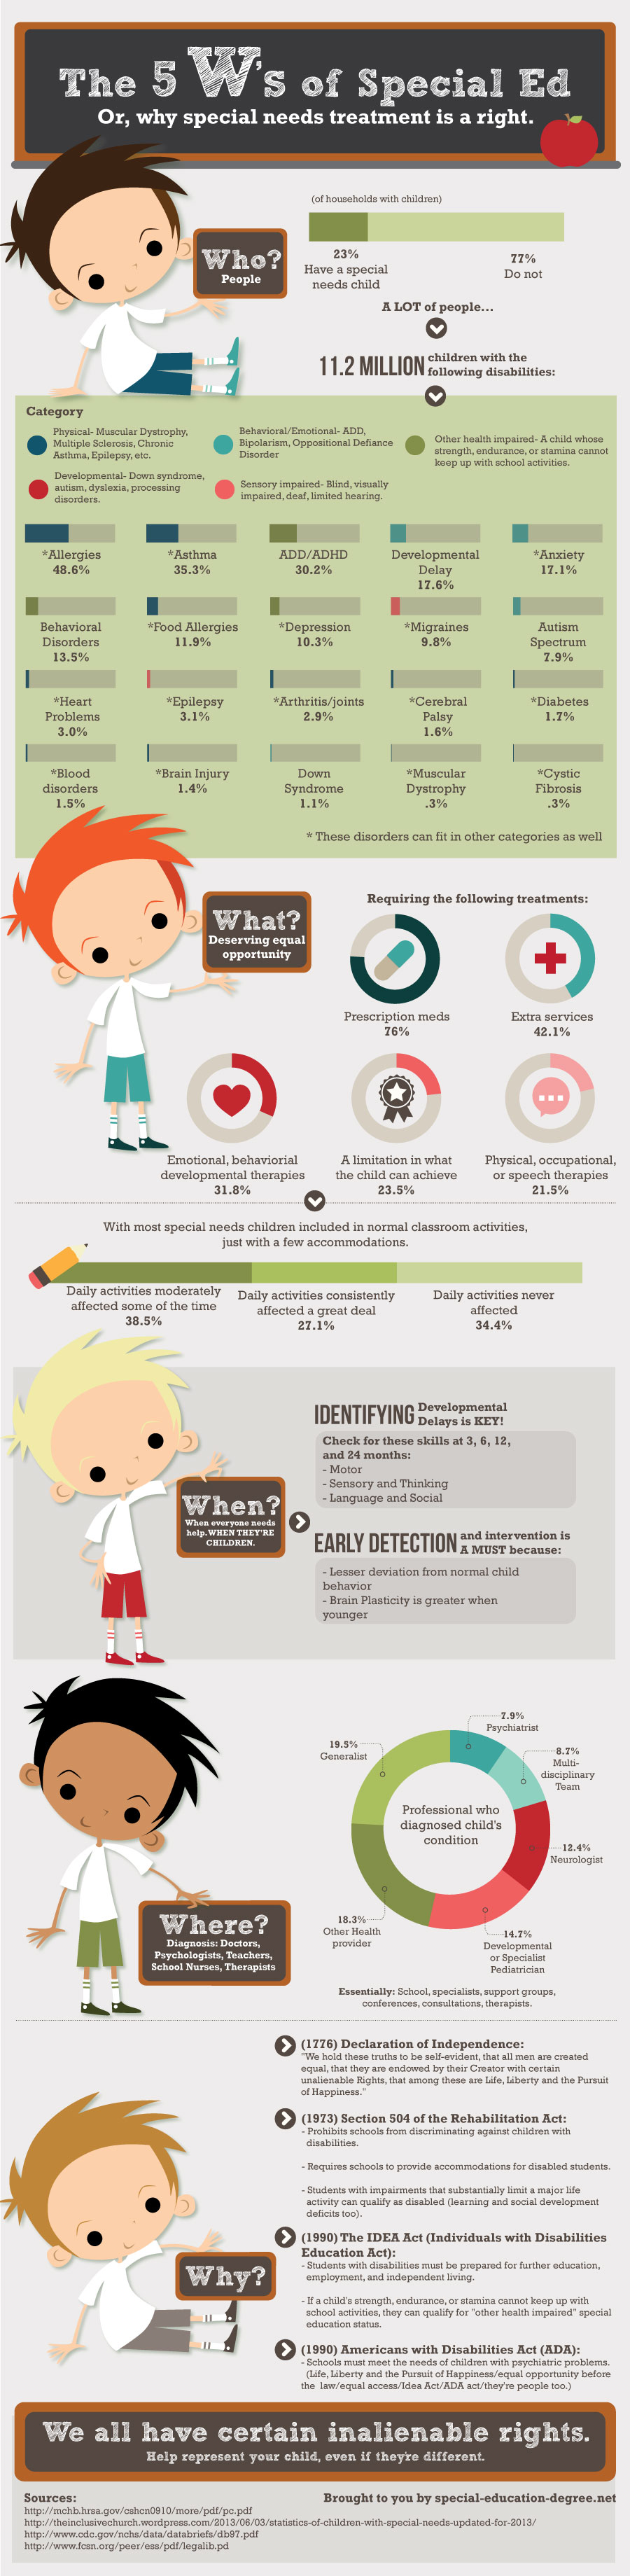 The 5 W's of Special Ed
Or, why special needs treatment is a right.
Who?
People
(of households with children)
23%
Have a special
needs child
77%
Do not
A LOT of people...
11.2 MILLION children with the
following disabilities:
Category
Physical- Muscular Dystrophy,
Multiple Sclerosis, Chronic
Asthma, Epilepsy, etc.
Behavioral/Emotional- ADD,
Bipolarism, Oppositional Defiance
Disorder
Other health impaired- A child whose
strength, endurance, or stamina cannot
keep up with school activities.
Developmental- Down syndrome,
autism, dyslexia, processing
disorders.
Sensory impaired- Blind, visually
impaired, deaf, limited hearing.
*Allergies
48.6%
*Asthma
35.3%
ADD/ADHD
30.2%
Developmental
Delay
17.6%
*Anxiety
17.1%
Behavioral
Disorders
13.5%
*Food Allergies
11.9%
*Depression
10.3%
*Migraines
9.8%
Autism
Spectrum
7.9%
*Heart
Problems
3.0%
*Epilepsy
3.1%
*Arthritis/joints
2.9%
*Cerebral
Palsy
1.6%
*Diabetes
1.7%
*Blood
disorders
1.5%
*Brain Injury
1.4%
Down
Syndrome
1.1%
*Muscular
Dystrophy
.3%
*Cystic
Fibrosis
.3%
* These disorders can fit in other categories as well
What?
Deserving equal
opportunity
Requiring the following treatments:
Prescription meds
76%
Extra services
42.1%
Emotional, behaviorial
developmental therapies
31.8%
A limitation in what
the child can achieve
23.5%
Physical, occupational,
or speech therapies
21.5%
With most special needs children included in normal classroom activities,
just with a few accommodations.
Daily activities moderately
affected some of the time
38.5%
Daily activities consistently
affected a great deal
27.1%
Daily activities never
affected
34.4%
When?
When everyone needs
help. WHEN THEY'RE
CHILDREN.
IDENTIFYING Developmental
Delays is KEY!
Check for these skills at 3, 6, 12,
and 24 months:
- Motor
- Sensory and Thinking
- Language and Social
EARLY DETECTION and intervention is
A MUST because:
- Lesser deviation from normal child
behavior
- Brain Plasticity is greater when
younger
Where?
Diagnosis: Doctors,
Psychologists, Teachers,
School Nurses, Therapists
Professional who
diagnosed child's
condition
7.9%
Psychiatrist
8.7%
Multi-
disciplinary
Team
12.4%
Neurologist
14.7%
Developmental
or Specialist
Pediatrician
18.3%
Other Health
provider
19.5%
Generalist
Essentially: School, specialists, support groups,
conferences, consultations, therapists.
Why?
(1776) Declaration of Independence:
"We hold these truths to be self-evident, that all men are created
equal, that they are endowed by their Creator with certain
unalienable Rights, that among these are Life, Liberty and the Pursuit
of Happiness."
(1973) Section 504 of the Rehabilitation Act:
- Prohibits schools from discriminating against children with
disabilities.
- Requires schools to provide accommodations for disabled students.
- Students with impairments that substantially limit a major life
activity can qualify as disabled (learning and social development
deficits too).
(1990) The IDEA Act (Individuals with Disabilities
Education Act):
- Students with disabilities must be prepared for further education,
employment, and independent living.
- If a child's strength, endurance, or stamina cannot keep up with
school activities, they can qualify for "other health impaired" special
education status.
(1990) Americans with Disabilities Act (ADA):
- Schools must meet the needs of children with psychiatric problems.
(Life, Liberty and the Pursuit of Happiness/equal opportunity before
the law/equal access/Idea Act/ADA act/they're people too.)
We all have certain inalienable rights.
Help represent your child, even if they're different.
Sources:
Brought to you by special-education-degree.net
http://mchb.hrsa.gov/cshcn0910/more/pdf/pc.pdf
http://theinclusivechurch.wordpress.com/2013/06/03/statistics-of-children-with-special-needs-updated-for-2013/
http://www.cdc.gov/nchs/data/databriefs/db97.pdf
http://www.fcsn.org/peer/ess/pdf/legalib.pd